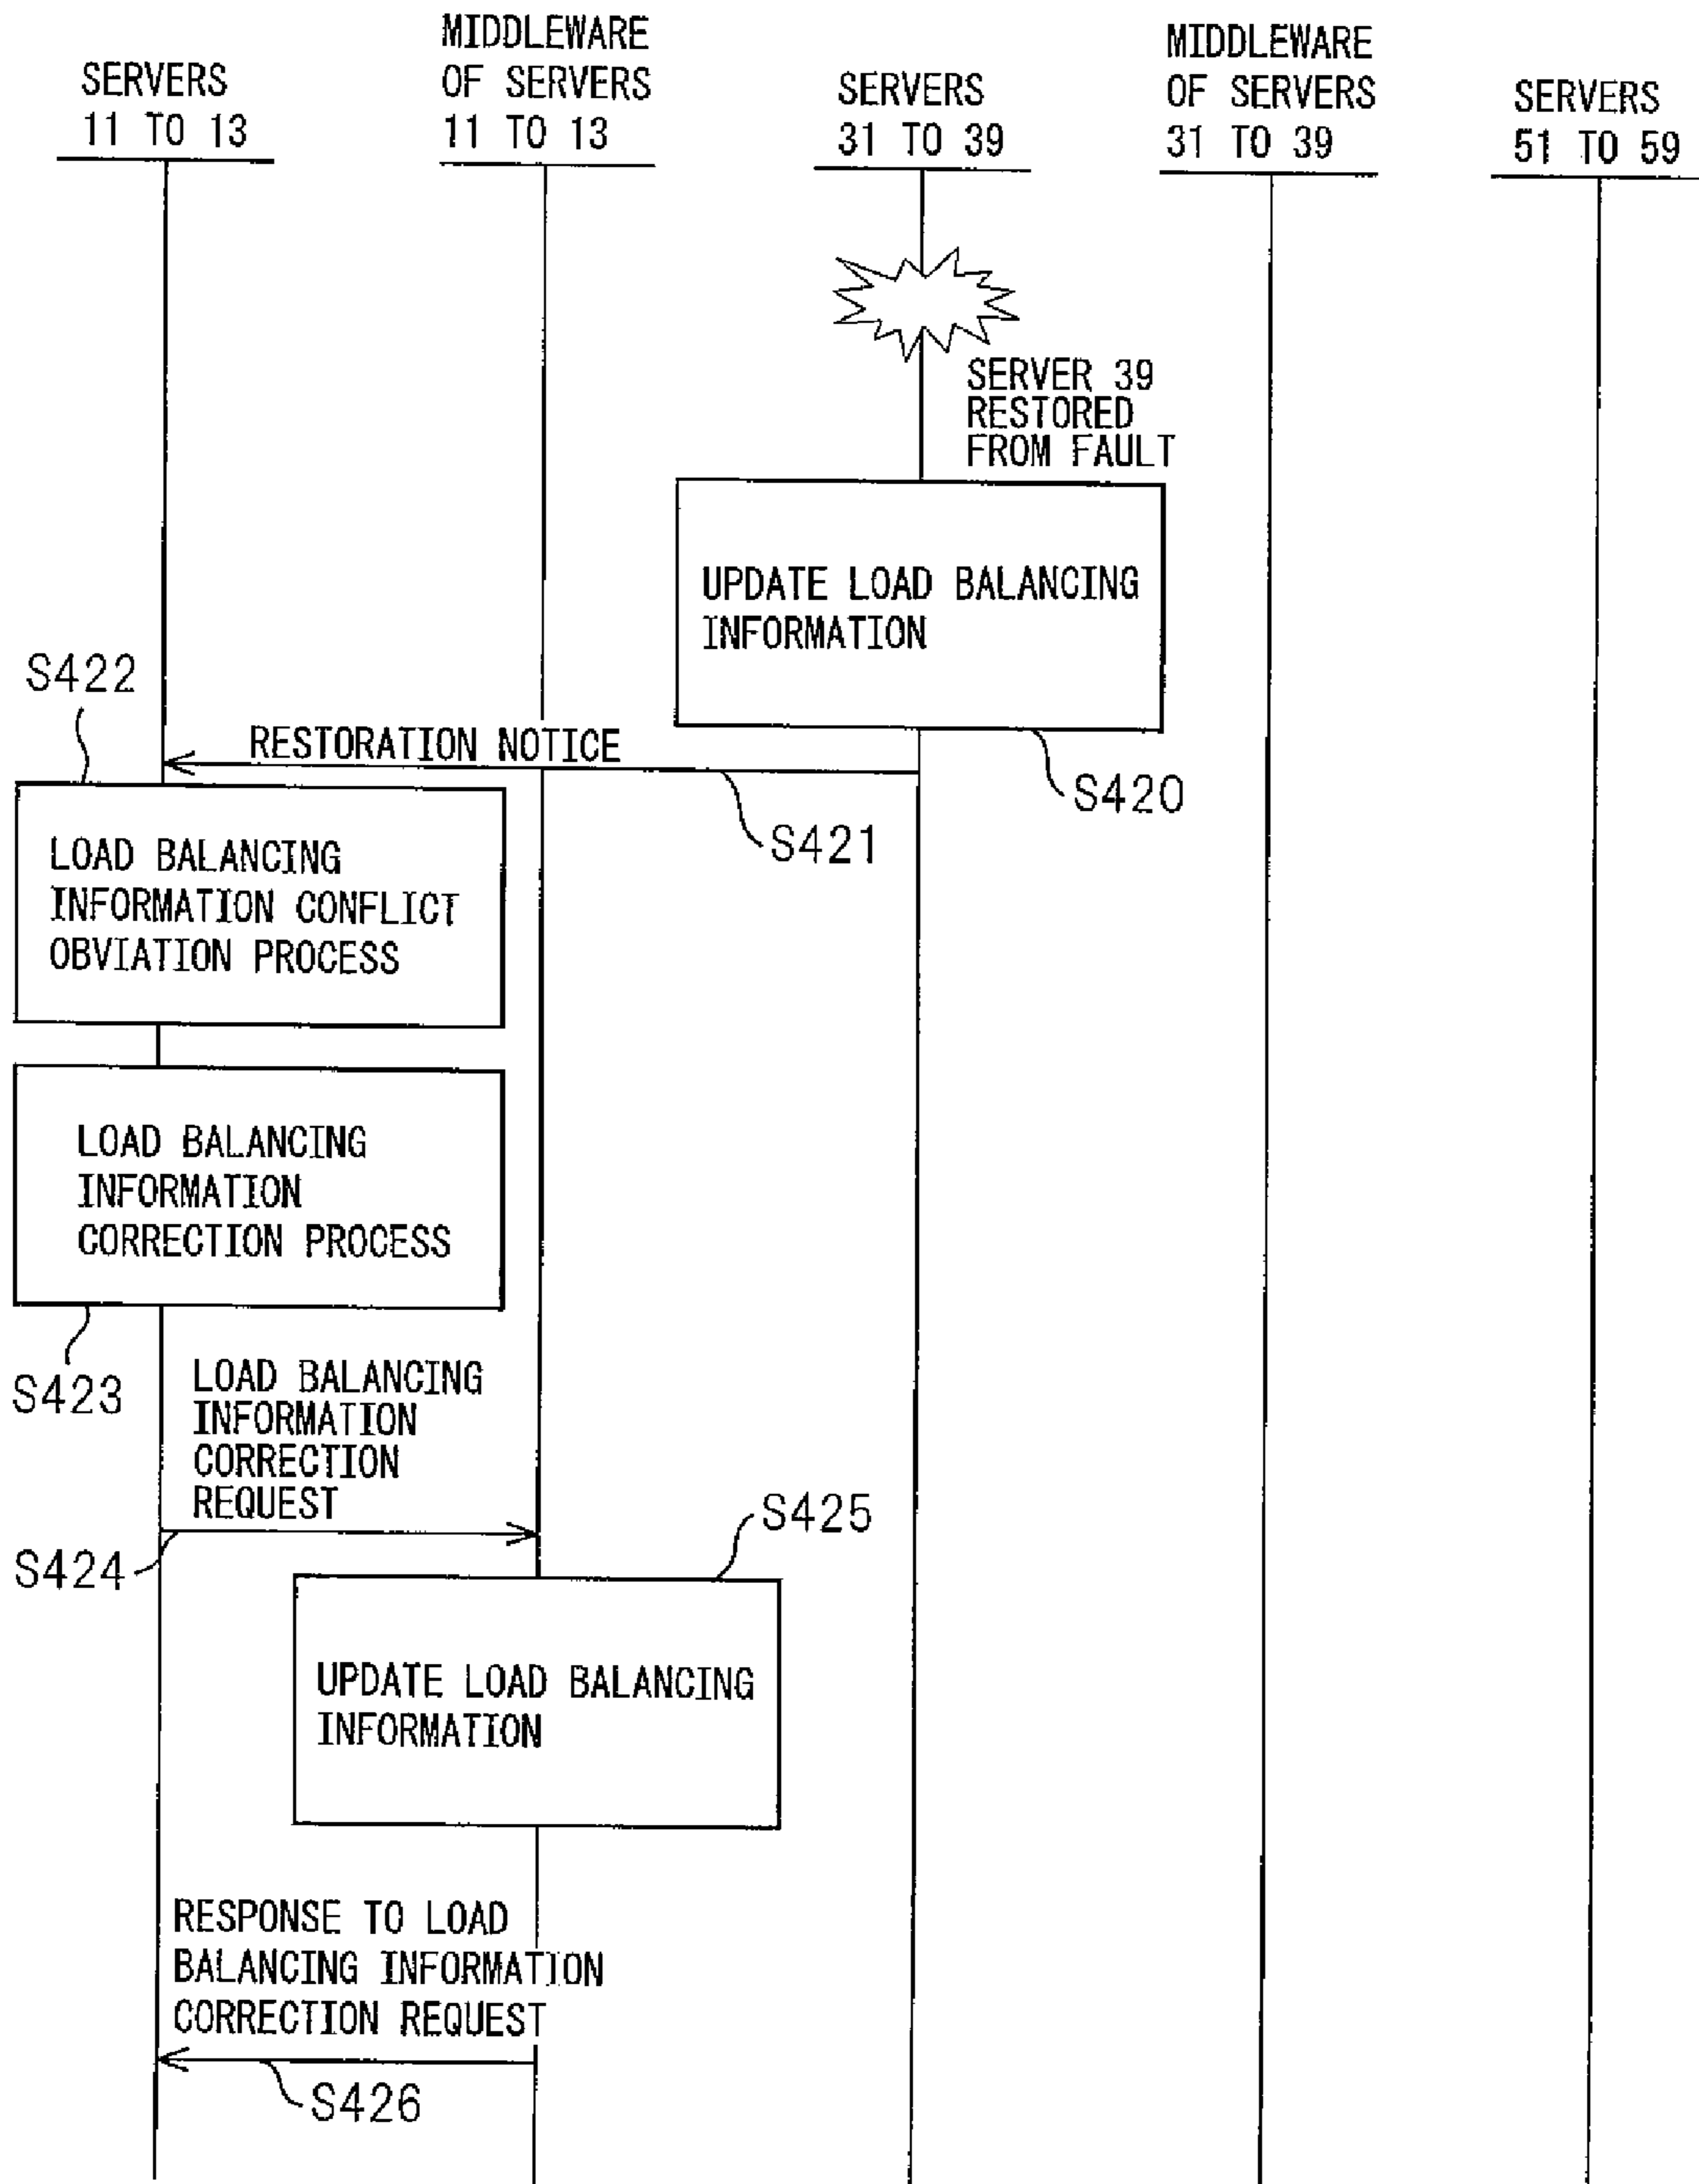 SERVERS
11 TO 13
MIDDLEWARE
OF SERVERS
11 TO 13
SERVERS
31 TO 39
MIDDLEWARE
OF SERVERS
31 TO 39
SERVERS
51 TO 59
SERVER 39
RESTORED
FROM FAULT
UPDATE LOAD BALANCING
INFORMATION
S420
RESTORATION NOTICE
S421
S422
LOAD BALANCING
INFORMATION CONFLICT
OBVIATION PROCESS
LOAD BALANCING
INFORMATION
CORRECTION PROCESS
S423
LOAD BALANCING
INFORMATION
CORRECTION
REQUEST
S424
S425
UPDATE LOAD BALANCING
INFORMATION
RESPONSE TO LOAD
BALANCING INFORMATION
CORRECTION REQUEST
S426